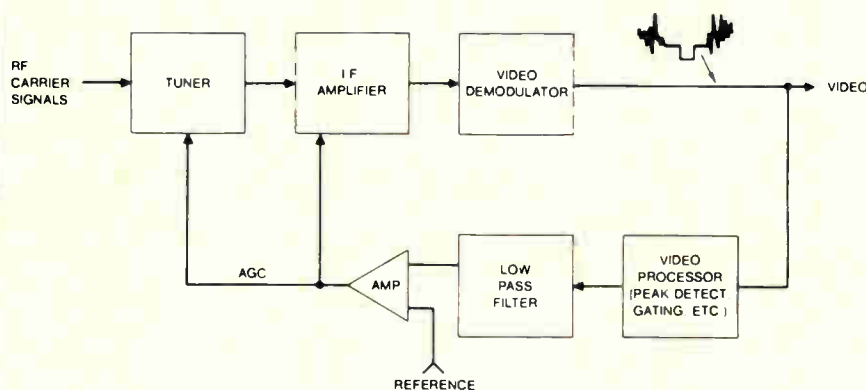 RF
CARRIER
SIGNALS
TUNER
I F
AMPLIFIER
VIDEO
DEMODULATOR
VIDEO
AGC
AMP
LOW
PASS
FILTER
VIDEO
PROCESSOR
(PEAK DETECT
GATING ETC )
REFERENCE